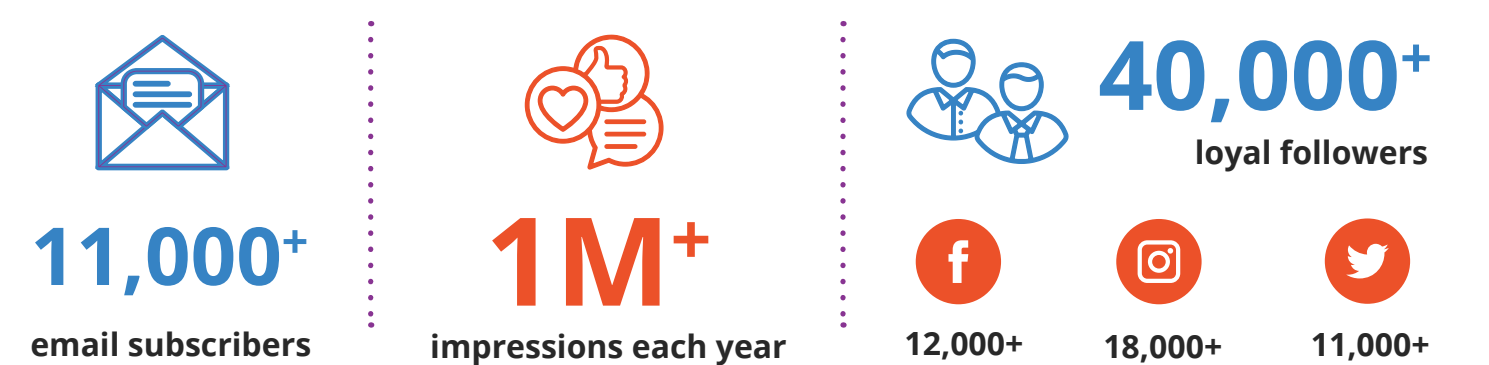 11,000+
email subscribers
1M+
impressions each year
40,000+
loyal followers
12,000+
18,000+
11,000+